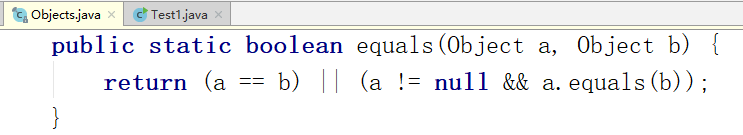 Objects.java × Test1.java ×
public static boolean equals(Object a, Object b) {
return (a == b) || (a != null && a.equals(b));
}